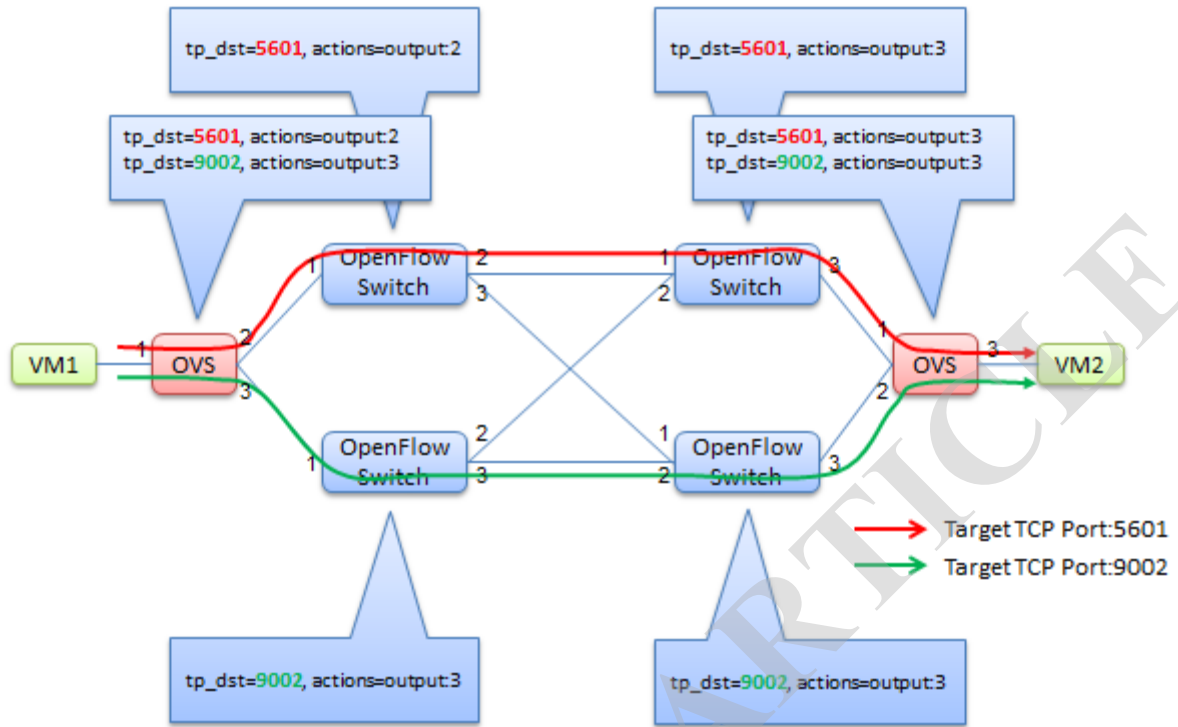 tp_dst=5601, actions=output:2
tp_dst=5601, actions=output:3
tp_dst=5601, actions=output:2
tp_dst=9002, actions=output:3
tp_dst=5601, actions=output:3
tp_dst=9002, actions=output:3
1
OpenFlow
Switch
2
3
1
2
OpenFlow
Switch
3
VM1
1
OVS
2
3
1
2
OVS
3
VM2
1
OpenFlow
Switch
2
3
1
2
OpenFlow
Switch
3
Target TCP Port:5601
Target TCP Port:9002
tp_dst=9002, actions=output:3
tp_dst=9002, actions=output:3
ARTICLE